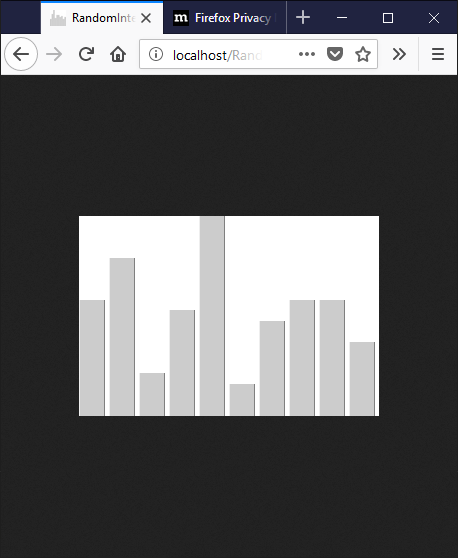 RandomInte
m Firefox Privacy
localhost/Rand